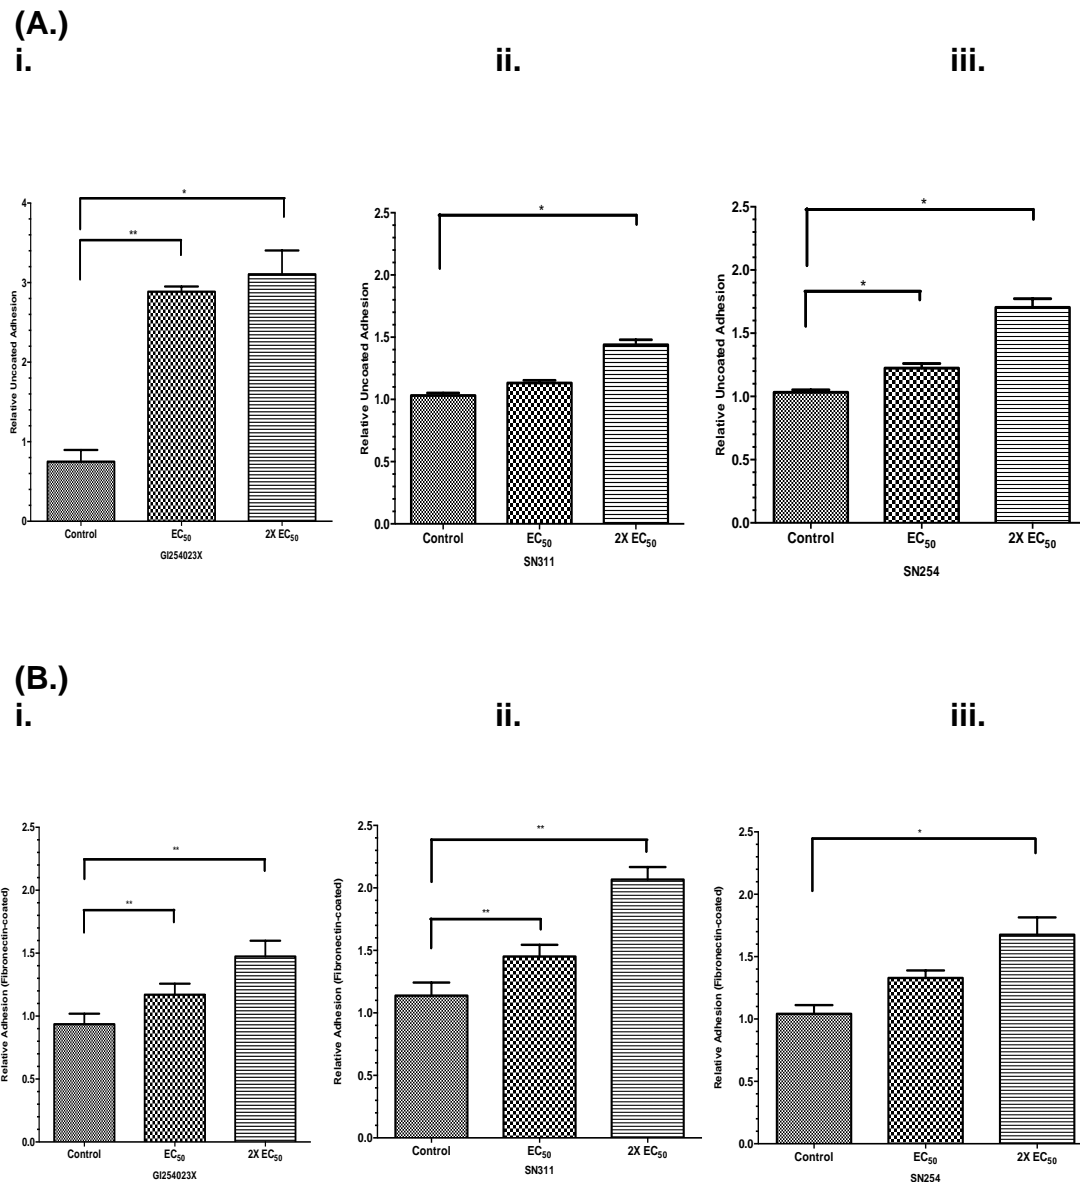 (A.)
i. ii. iii.
*
**
Relative Uncoated Adhesion
4
3
2
1
0
Control EC50 2X EC50
GI254023X
*
Relative Uncoated Adhesion
2.5
2.0
1.5
1.0
0.5
0.0
Control EC50 2X EC50
SN311
*
*
Relative Uncoated Adhesion
2.5
2.0
1.5
1.0
0.5
0.0
Control EC50 2X EC50
SN254
(B.)
i. ii. iii.
**
**
Relative Adhesion (Fibronectin-coated)
2.5
2.0
1.5
1.0
0.5
0.0
Control EC50 2X EC50
GI254023X
**
**
Relative Adhesion (Fibronectin-coated)
2.5
2.0
1.5
1.0
0.5
0.0
Control EC50 2X EC50
SN311
*
Relative Adhesion (Fibronectin-coated)
2.5
2.0
1.5
1.0
0.5
0.0
Control EC50 2X EC50
SN254